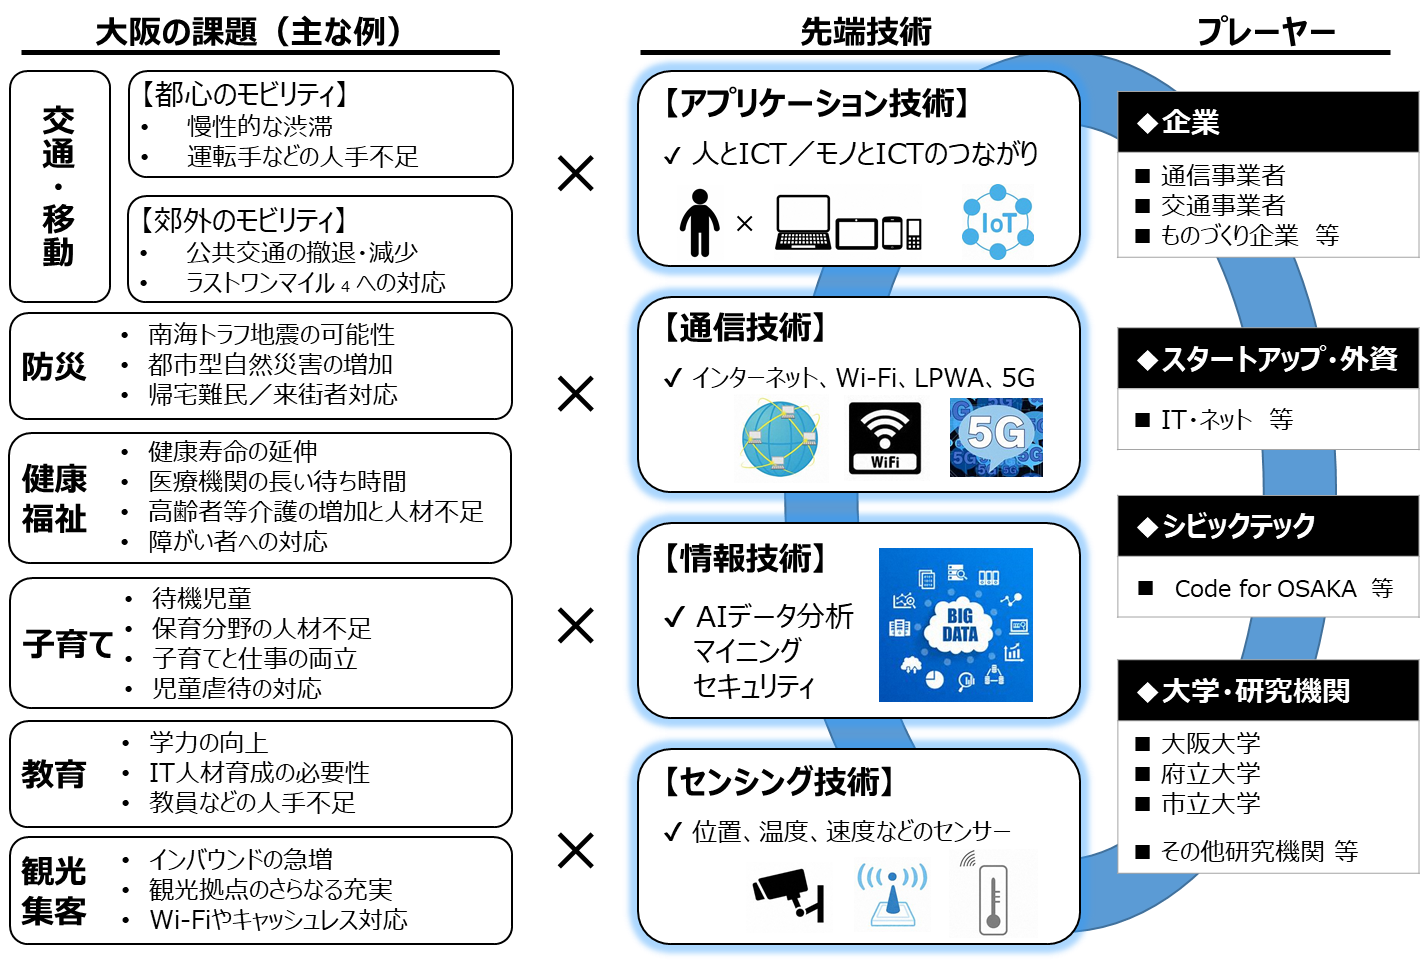 大阪の課題（主な例）
交通・移動
【都心のモビリティ】
• 慢性的な渋滞
• 運転手などの人手不足
【郊外のモビリティ】
• 公共交通の撤退・減少
• ラストワンマイル 4 への対応
防災
• 南海トラフ地震の可能性
• 都市型自然災害の増加
• 帰宅難民／来街者対応
健康
福祉
• 健康寿命の延伸
• 医療機関の長い待ち時間
• 高齢者等介護の増加と人材不足
• 障がい者への対応
子育て
• 待機児童
• 保育分野の人材不足
• 子育てと仕事の両立
• 児童虐待の対応
教育
• 学力の向上
• IT人材育成の必要性
• 教員などの人手不足
観光
集客
• インバウンドの急増
• 観光拠点のさらなる充実
• Wi-Fiやキャッシュレス対応
×
×
×
×
先端技術
【アプリケーション技術】
✓ 人とICT／モノとICTのつながり
×
IoT
【通信技術】
✓ インターネット、Wi-Fi、LPWA、5G
WiFi
5G
【情報技術】
✓ AIデータ分析
マイニング
セキュリティ
BIG
DATA
【センシング技術】
✓ 位置、温度、速度などのセンサー
プレーヤー
◆企業
■ 通信事業者
■ 交通事業者
■ ものづくり企業 等
◆スタートアップ・外資
■ IT・ネット 等
◆シビックテック
■ Code for OSAKA 等
◆大学・研究機関
■ 大阪大学
■ 府立大学
■ 市立大学
■ その他研究機関 等